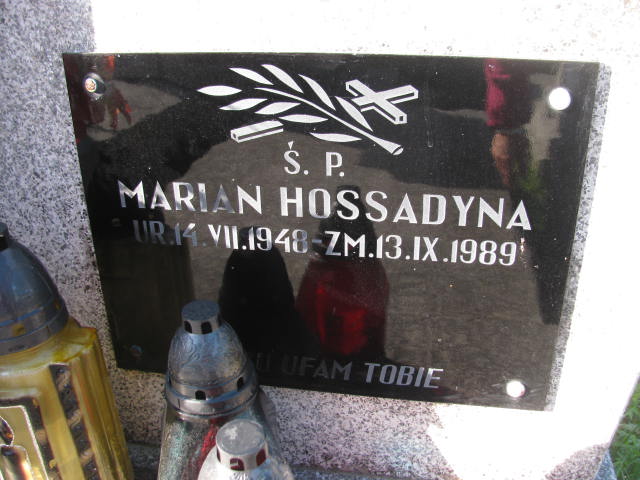 Ś. P.
MARIAN HOSSADYNA
UR.14.VII.1948-ZM.13.IX.1989
UFAM TOBIE